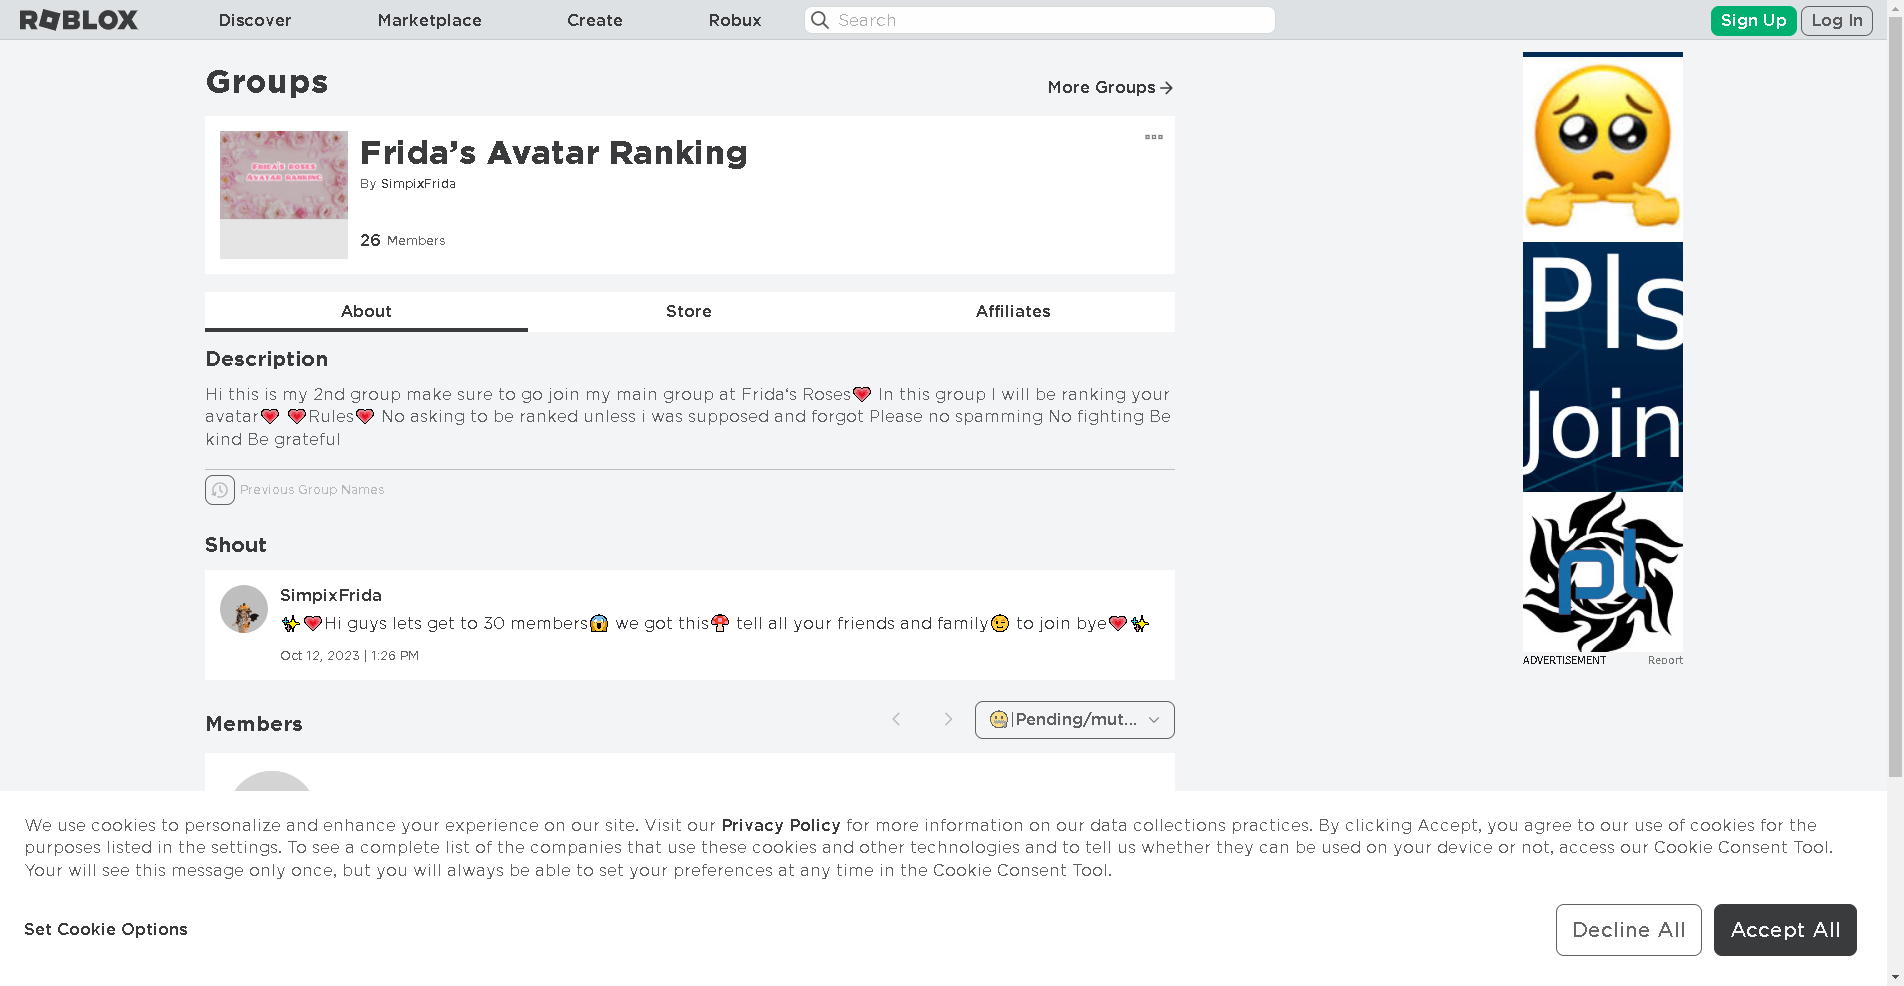 ROBLOX Discover Marketplace Create Robux Search Sign Up Log In
Groups
More Groups
FRIDA'S ROSES
AVATAR RANKING
Frida’s Avatar Ranking
By SimpixFrida
26 Members
About Store Affiliates
Description
Hi this is my 2nd group make sure to go join my main group at Frida‘s Roses💗 In this group I will be ranking your
avatar💗 💗Rules💗 No asking to be ranked unless i was supposed and forgot Please no spamming No fighting Be
kind Be grateful
Previous Group Names
Shout
SimpixFrida
✨💗Hi guys lets get to 30 members😱 we got this🍄 tell all your friends and family😉 to join bye💗✨
Oct 12, 2023 | 1:26 PM
Members
🤐|Pending/mut...
Pls
Join
pl
ADVERTISEMENT Report
We use cookies to personalize and enhance your experience on our site. Visit our Privacy Policy for more information on our data collections practices. By clicking Accept, you agree to our use of cookies for the
purposes listed in the settings. To see a complete list of the companies that use these cookies and other technologies and to tell us whether they can be used on your device or not, access our Cookie Consent Tool.
Your will see this message only once, but you will always be able to set your preferences at any time in the Cookie Consent Tool.
Set Cookie Options
Decline All
Accept All